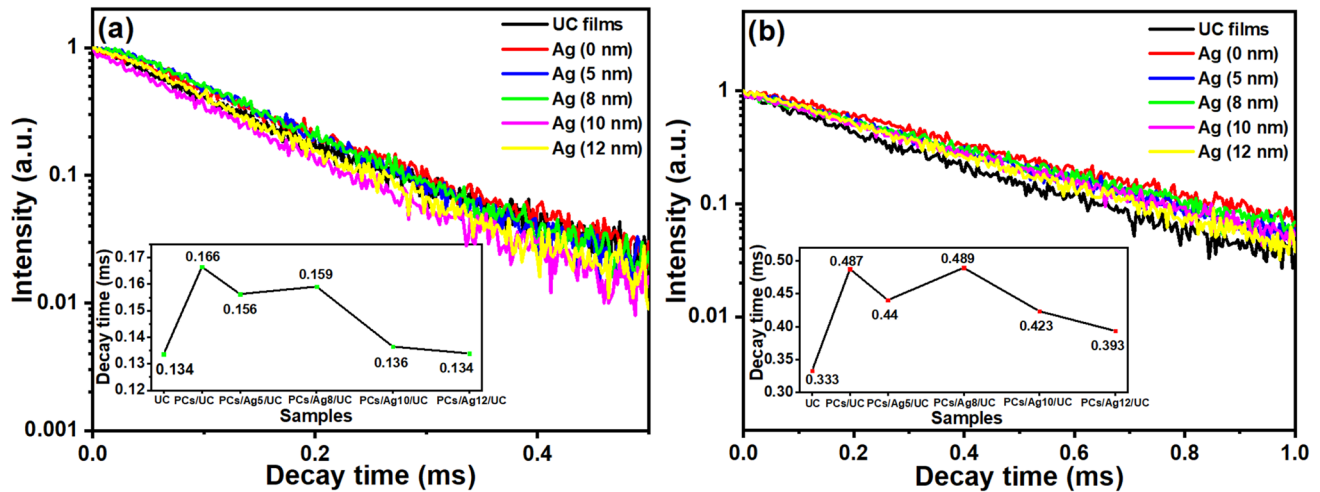 (a)
UC films
Ag (0 nm)
Ag (5 nm)
Ag (8 nm)
Ag (10 nm)
Ag (12 nm)
Intensity (a.u.)
1
0.1
0.01
0.001
0.0
0.2
0.4
Decay time (ms)
Decay time (ms)
0.17
0.16
0.15
0.14
0.13
0.12
0.134
0.166
0.156
0.159
0.136
0.134
UC
PCs/UC
PCs/Ag5/UC
PCs/Ag8/UC
PCs/Ag10/UC
PCs/Ag12/UC
Samples
(b)
UC films
Ag (0 nm)
Ag (5 nm)
Ag (8 nm)
Ag (10 nm)
Ag (12 nm)
Intensity (a.u.)
1
0.1
0.01
0.0
0.2
0.4
0.6
0.8
1.0
Decay time (ms)
Decay time (ms)
0.50
0.45
0.40
0.35
0.30
0.333
0.487
0.44
0.489
0.423
0.393
UC
PCs/UC
PCs/Ag5/UC
PCs/Ag8/UC
PCs/Ag10/UC
PCs/Ag12/UC
Samples